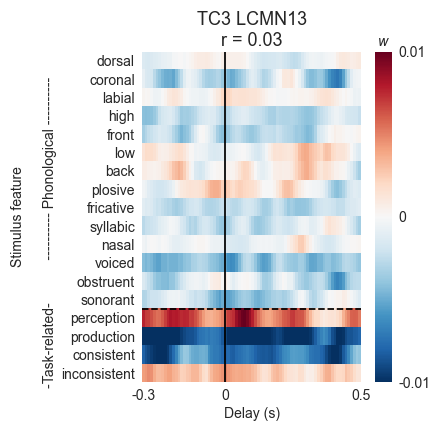 TC3 LCMN13
r = 0.03
w
dorsal
coronal
labial
high
front
low
back
plosive
fricative
syllabic
nasal
voiced
obstruent
sonorant
perception
production
consistent
inconsistent
Stimulus feature
-Task-related- ---------- Phonological ----------
0.01
0
-0.01
-0.3 0 0.5
Delay (s)